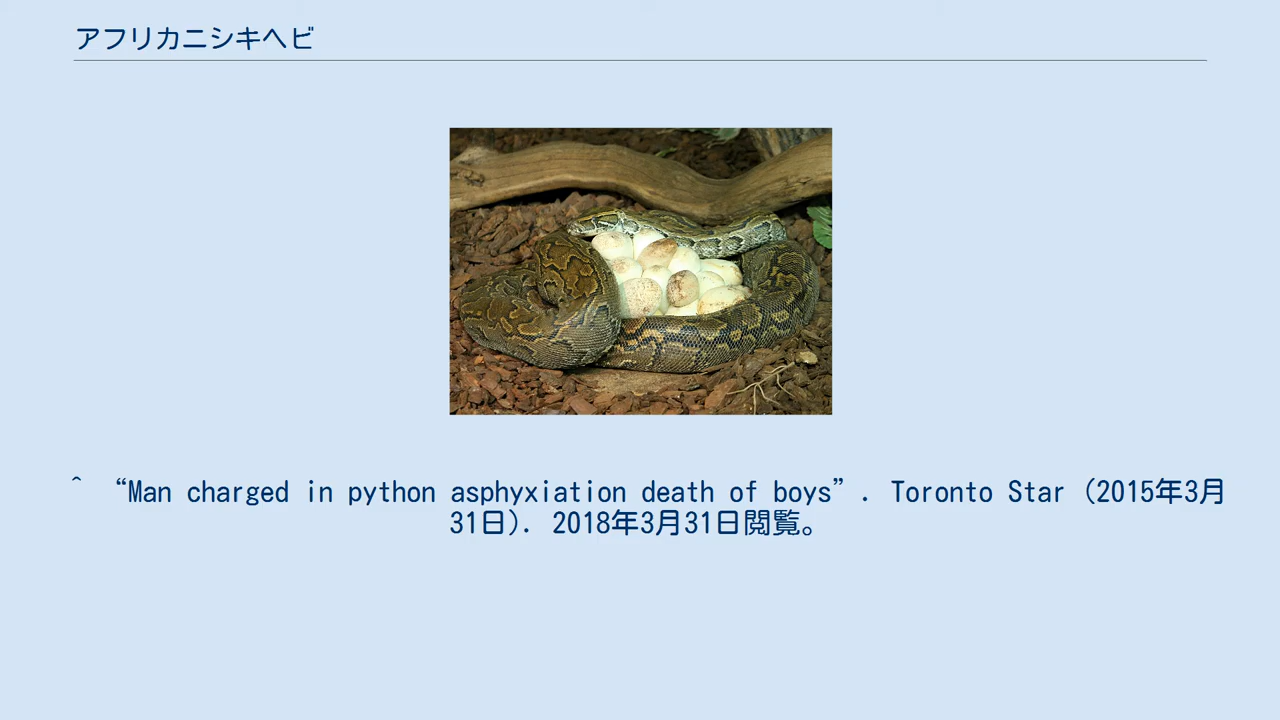 アフリカニシキヘビ
^ “Man charged in python asphyxiation death of boys”. Toronto Star (2015年3月
31日). 2018年3月31日閲覧。